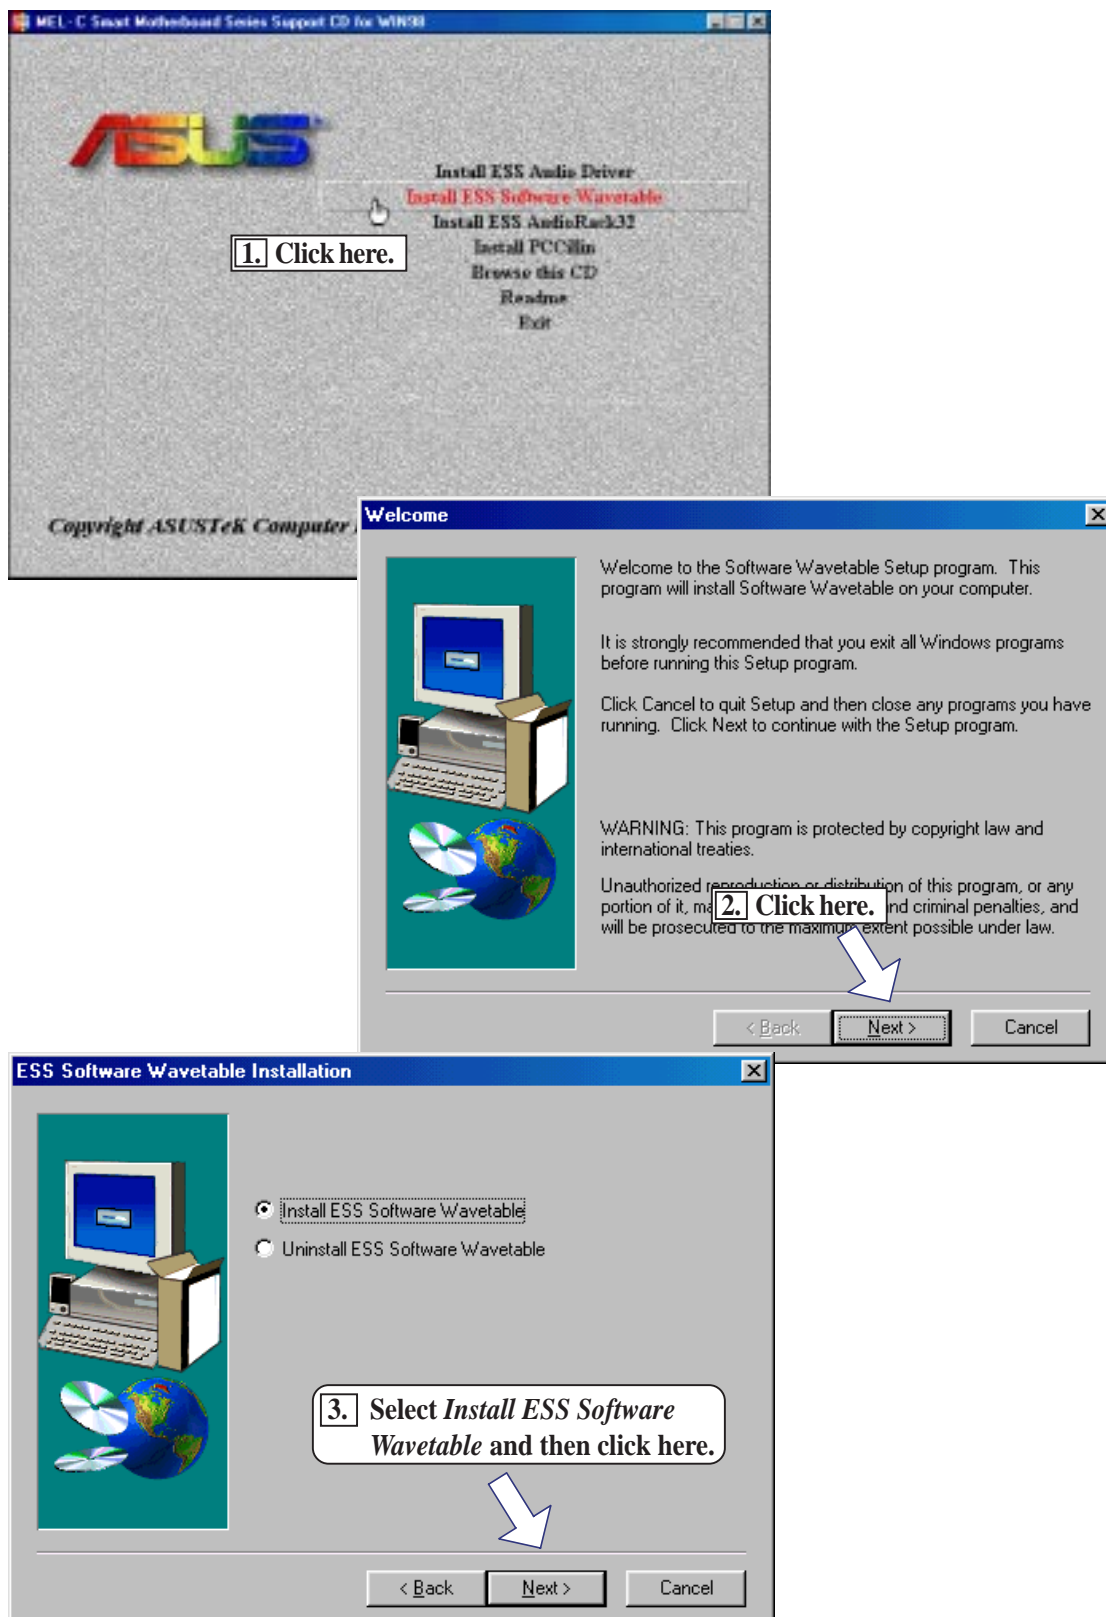 MEL-C Smart Motherboard Series Support CD for WIN98
ASUS
Install ESS Audio Driver
Install ESS Software Wavetable
Install ESS AudioRack32
Install PCCillin
Browse this CD
Readme
Exit
1. Click here.
Copyright ASUSTeK Computer
Welcome
Welcome to the Software Wavetable Setup program. This
program will install Software Wavetable on your computer.
It is strongly recommended that you exit all Windows programs
before running this Setup program.
Click Cancel to quit Setup and then close any programs you have
running. Click Next to continue with the Setup program.
WARNING: This program is protected by copyright law and
international treaties.
Unauthorized reproduction or distribution of this program, or any
portion of it, nd criminal penalties, and
will be prosecuted to the maximum extent possible under law.
2. Click here.
< Back
Next >
Cancel
ESS Software Wavetable Installation
Install ESS Software Wavetable
Uninstall ESS Software Wavetable
3. Select Install ESS Software
Wavetable and then click here.
< Back
Next >
Cancel